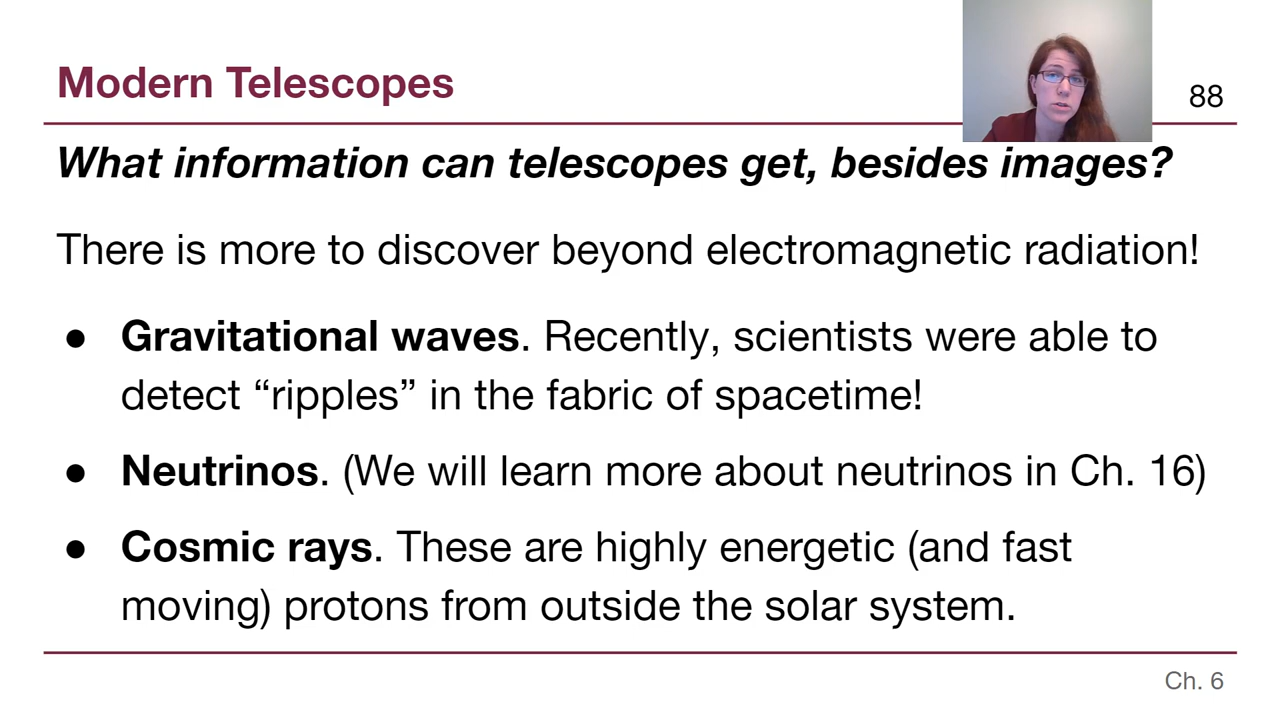 Modern Telescopes
88
What information can telescopes get, besides images?
There is more to discover beyond electromagnetic radiation!
● Gravitational waves. Recently, scientists were able to
detect “ripples” in the fabric of spacetime!
● Neutrinos. (We will learn more about neutrinos in Ch. 16)
● Cosmic rays. These are highly energetic (and fast
moving) protons from outside the solar system.
Ch. 6